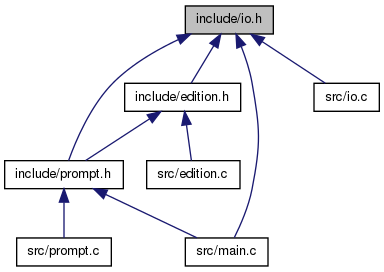 include/io.h
include/edition.h
src/io.c
include/prompt.h
src/edition.c
src/prompt.c
src/main.c